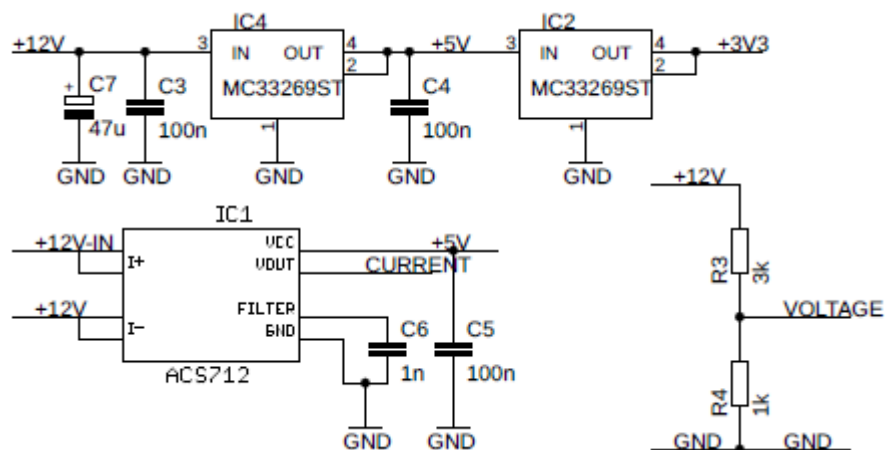 IC4
IC2
+12V
3
IN
OUT
4
2
+5V
3
IN
OUT
4
2
+3V3
+
C7
47u
C3
100n
MC33269ST
1
C4
100n
MC33269ST
1
GND
GND
GND
GND
GND
+12V
R3
3k
VOLTAGE
R4
1k
GND
GND
IC1
+12V-IN
I+
VCC
VOUT
+5V
CURRENT
+12V
I-
FILTER
GND
C6
1n
C5
100n
ACS712
GND
GND